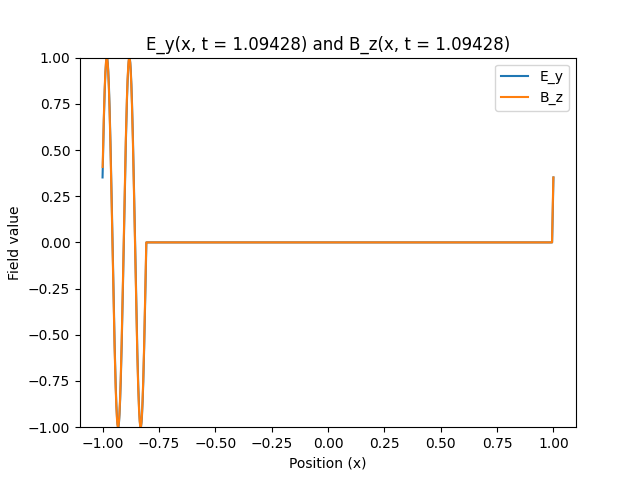 E_y(x, t = 1.09428) and B_z(x, t = 1.09428)
1.00
0.75
0.50
0.25
0.00
−0.25
−0.50
−0.75
−1.00
Field value
E_y
B_z
−1.00 −0.75 −0.50 −0.25 0.00 0.25 0.50 0.75 1.00
Position (x)